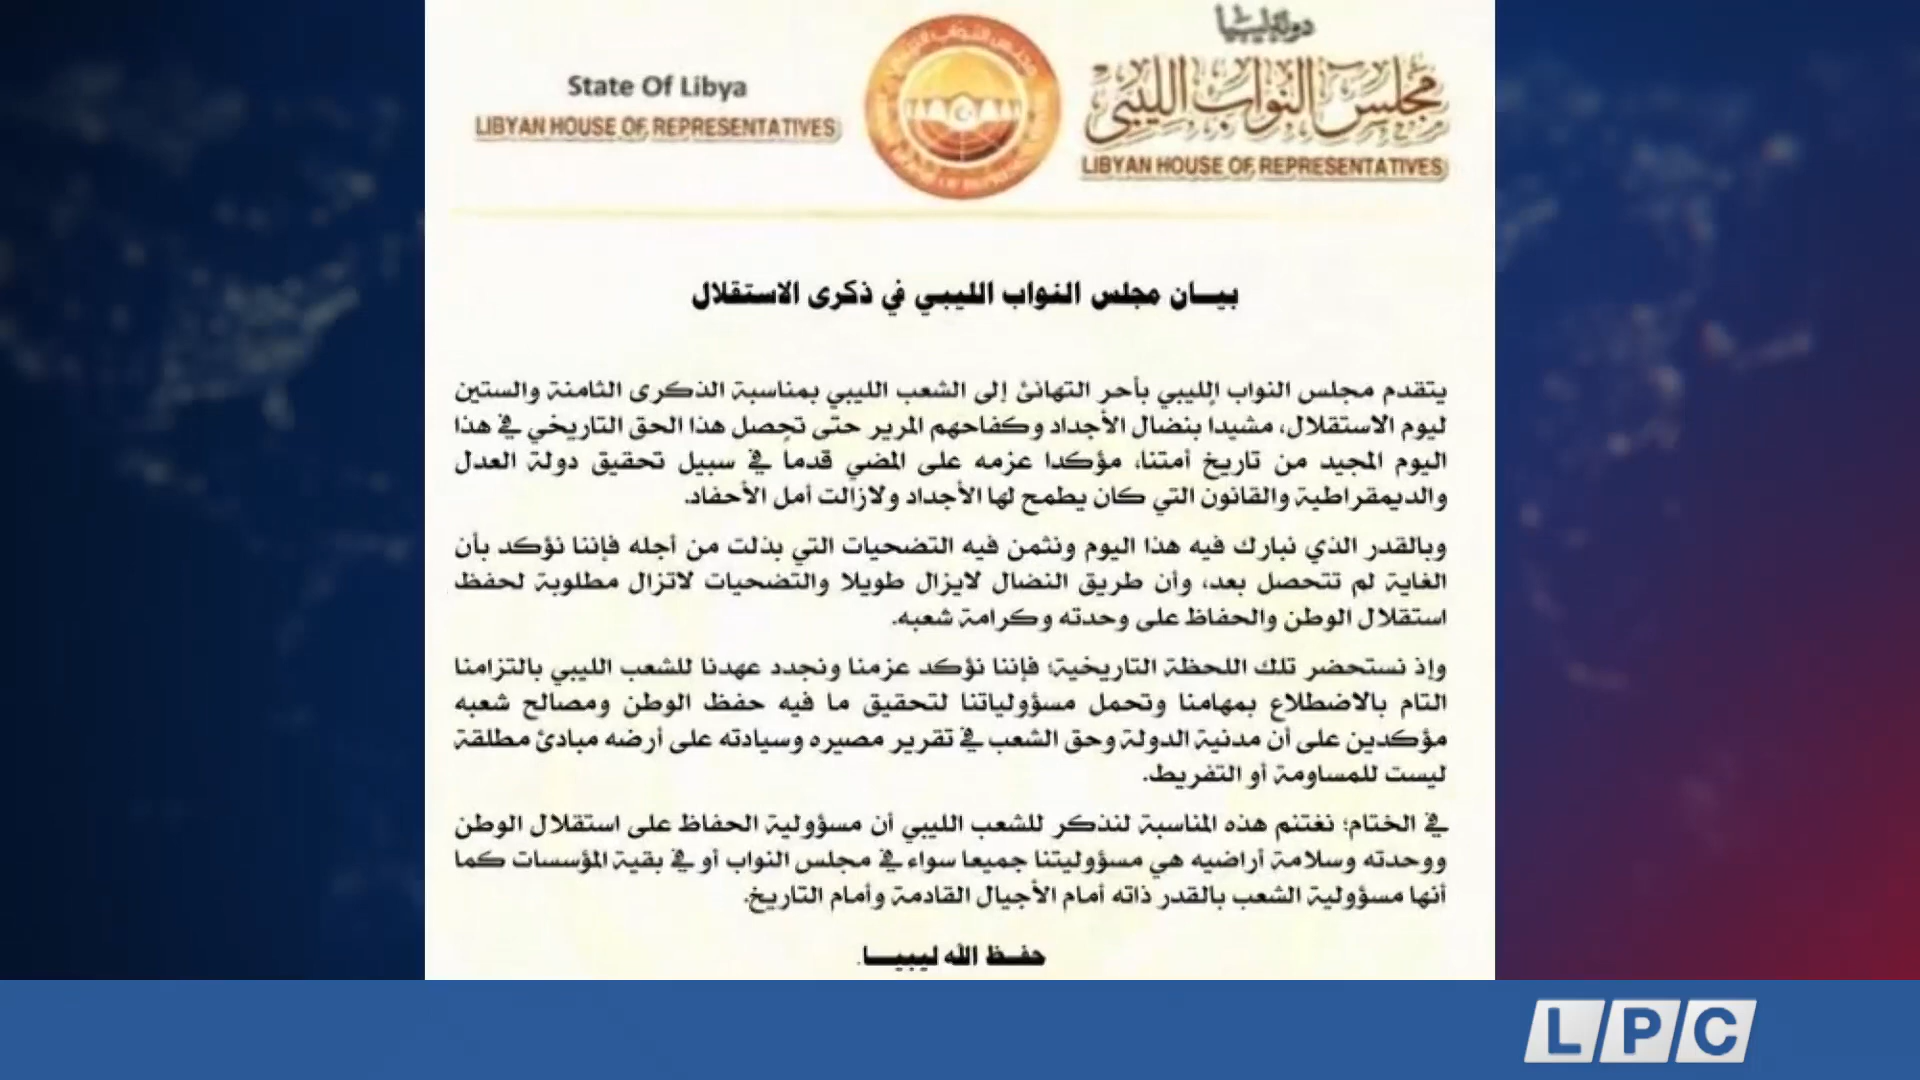 دولة ليبيا
مجلس النواب الليبي
LIBYAN HOUSE OF REPRESENTATIVES
State Of Libya
LIBYAN HOUSE OF REPRESENTATIVES
بيـــان مجلس النواب الليبـي في ذكرى الاستقلال
يتقدم مجلس النواب الليبي بأحر التهانئ إلى الشعب الليبي بمناسبة الذكرى الثامنة والستين
ليوم الاستقلال، مشيدا بنضال الأجداد وكفاحهم المرير حتى تحصل هذا الحق التاريخي في هذا
اليوم المجيد من تاريخ أمتنا، مؤكدا عزمه على المضي قدماً في سبيل تحقيق دولة العدل
والديمقراطية والقانون التي كان يطمح لها الأجداد ولازالت أمل الأحفاد.
وبالقدر الذي نبارك فيه هذا اليوم ونثمن فيه التضحيات التي بذلت من أجله فإننا نؤكد بأن
الغاية لم تتحصل بعد، وأن طريق النضال لايزال طويلا والتضحيات لاتزال مطلوبة لحفظ
استقلال الوطن والحفاظ على وحدته وكرامة شعبه.
وإذ نستحضر تلك اللحظة التاريخية؛ فإننا نؤكد عزمنا ونجدد عهدنا للشعب الليبي بالتزامنا
التام بالاضطلاع بمهامنا وتحمل مسؤولياتنا لتحقيق ما فيه حفظ الوطن ومصالح شعبه
مؤكدين على أن مدنية الدولة وحق الشعب في تقرير مصيره وسيادته على أرضه مبادئ مطلقة
ليست للمساومة أو التفريط.
في الختام؛ نغتنم هذه المناسبة لنذكر للشعب الليبي أن مسؤولية الحفاظ على استقلال الوطن
ووحدته وسلامة أراضيه هي مسؤوليتنا جميعا سواء في مجلس النواب أو في بقية المؤسسات كما
أنها مسؤولية الشعب بالقدر ذاته أمام الأجيال القادمة وأمام التاريخ.
حفـــظ الله ليبيـــا.
LPC